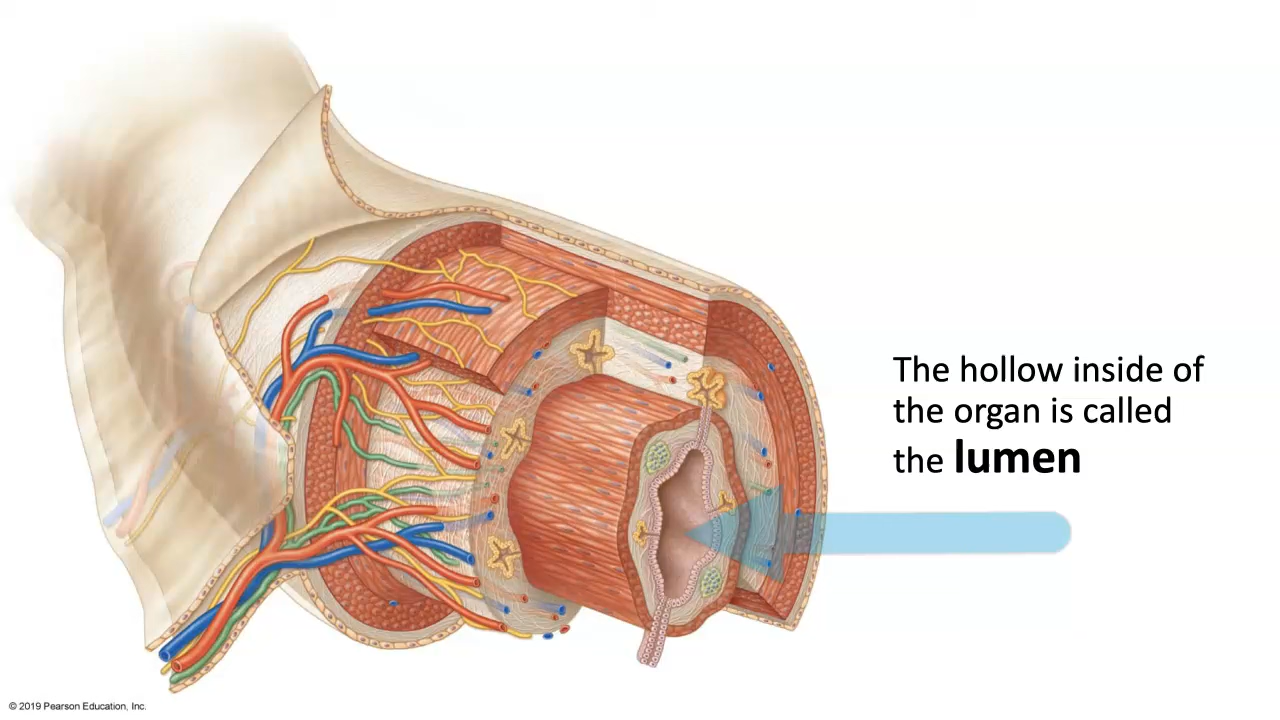 The hollow inside of
the organ is called
the lumen
© 2019 Pearson Education, Inc.